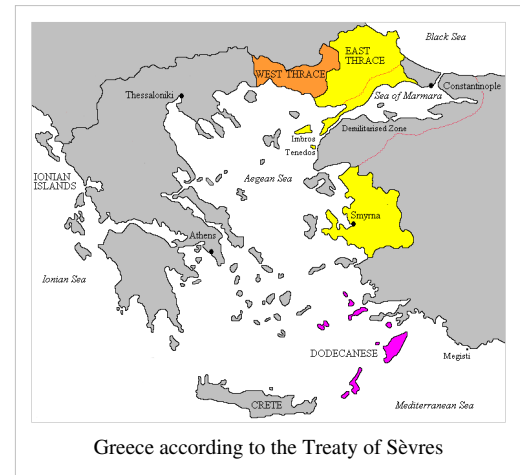 Black Sea
EAST
THRACE
WEST THRACE
Constantinople
Thessaloniki
Sea of Marmara
Demilitarised Zone
Imbros
Tenedos
IONIAN
ISLANDS
Aegean Sea
Smyrna
Athens
Ionian Sea
DODECANESE
Megisti
CRETE
Mediterranean Sea
Greece according to the Treaty of Sèvres